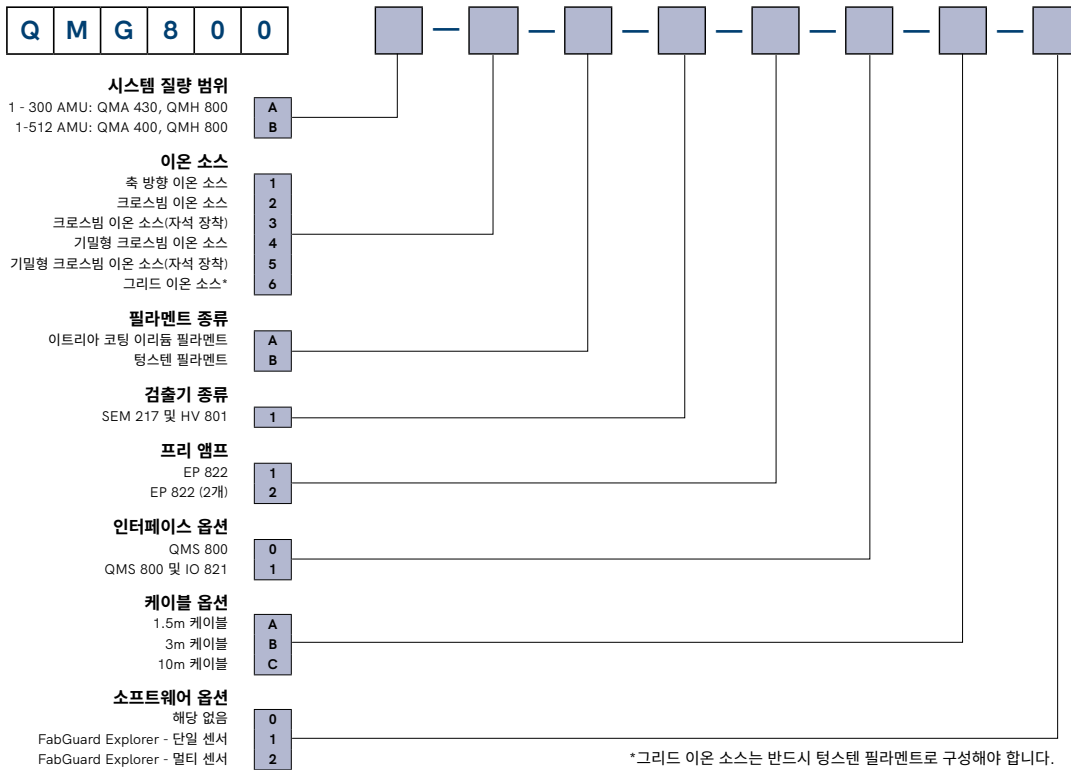 QMG800 — — — — — — —
시스템 질량 범위
1 - 300 AMU: QMA 430, QMH 800 A
1-512 AMU: QMA 400, QMH 800 B
이온 소스
축 방향 이온 소스 1
크로스빔 이온 소스 2
크로스빔 이온 소스(자석 장착) 3
기밀형 크로스빔 이온 소스 4
기밀형 크로스빔 이온 소스(자석 장착) 5
그리드 이온 소스* 6
필라멘트 종류
이트리아 코팅 이리듐 필라멘트 A
텅스텐 필라멘트 B
검출기 종류
SEM 217 및 HV 801 1
프리 앰프
EP 822 1
EP 822 (2개) 2
인터페이스 옵션
QMS 800 0
QMS 800 및 IO 821 1
케이블 옵션
1.5m 케이블 A
3m 케이블 B
10m 케이블 C
소프트웨어 옵션
해당 없음 0
FabGuard Explorer - 단일 센서 1
FabGuard Explorer - 멀티 센서 2
*그리드 이온 소스는 반드시 텅스텐 필라멘트로 구성해야 합니다.